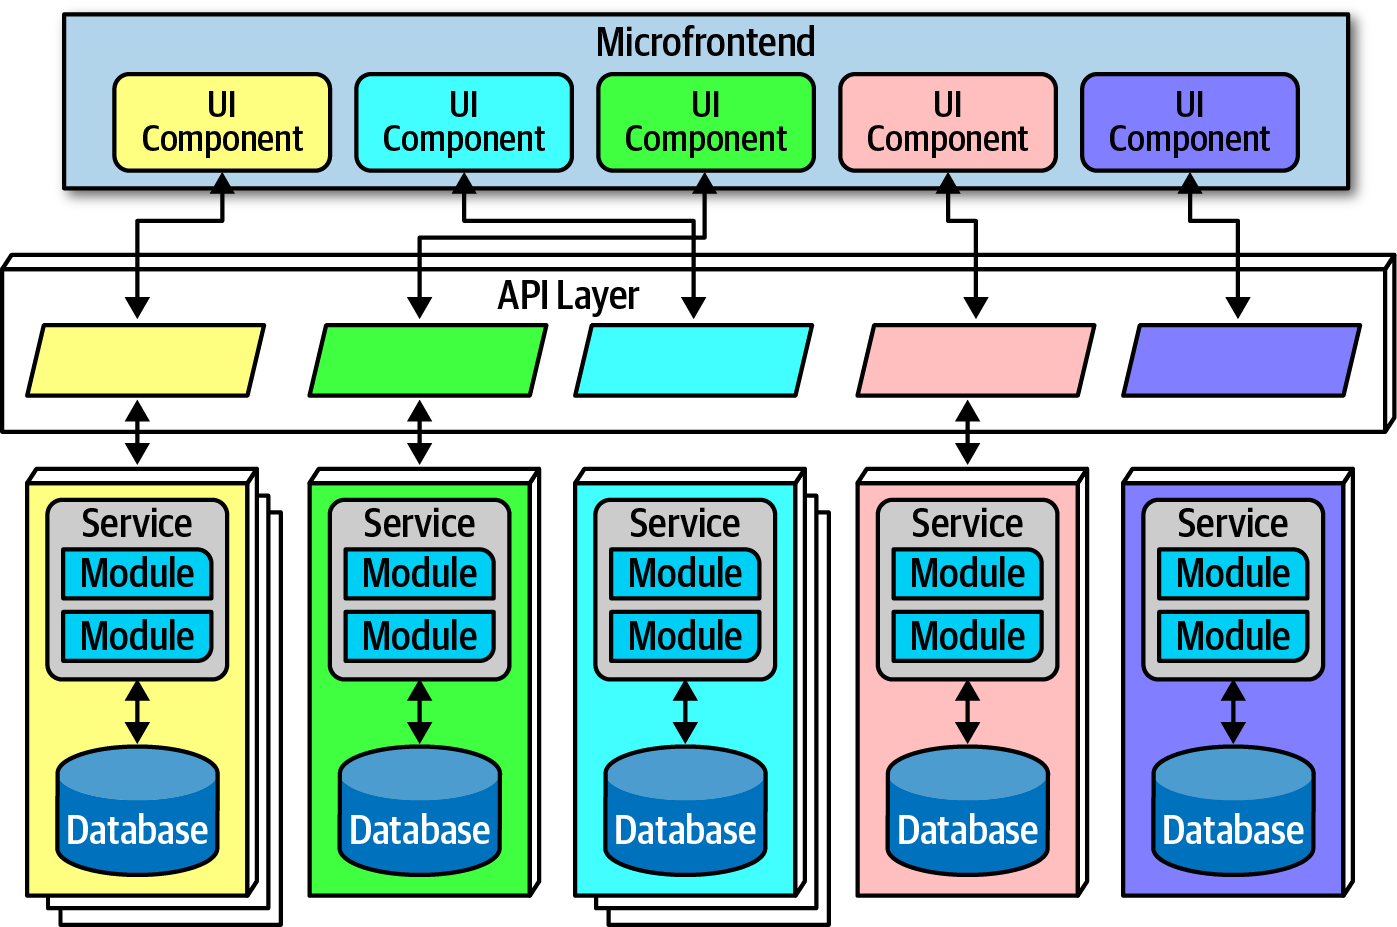 Microfrontend
UI
Component
UI
Component
UI
Component
UI
Component
UI
Component
API Layer
Service
Module
Module
Database
Service
Module
Module
Database
Service
Module
Module
Database
Service
Module
Module
Database
Service
Module
Module
Database